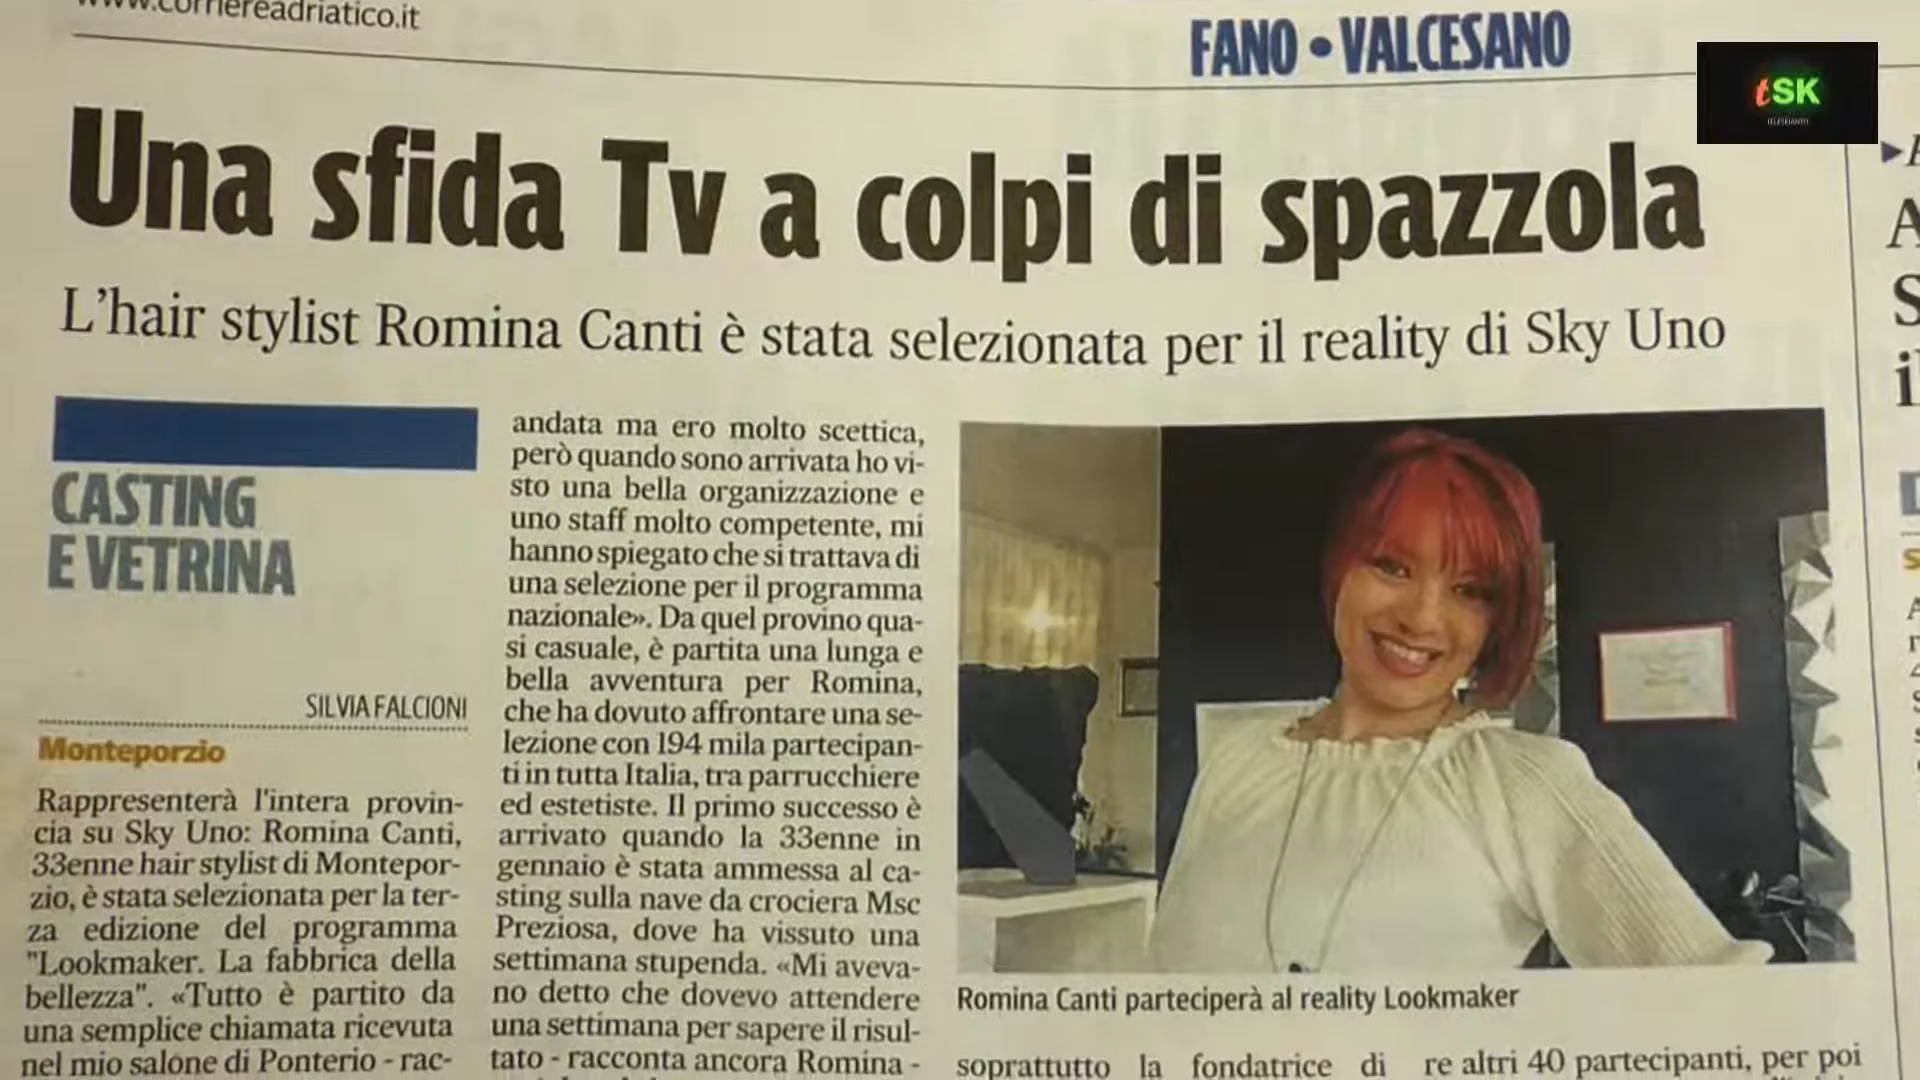 www.corriereadriatico.it
FANO • VALCESANO
tSK
Una sfida Tv a colpi di spazzola
L'hair stylist Romina Canti è stata selezionata per il reality di Sky Uno
CASTING
E VETRINA
SILVIA FALCIONI
Monteporzio
Rappresenterà l'intera provin-
cia su Sky Uno: Romina Canti,
33enne hair stylist di Montepor-
zio, è stata selezionata per la ter-
za edizione del programma
"Lookmaker. La fabbrica della
bellezza". «Tutto è partito da
una semplice chiamata ricevuta
nel mio salone di Ponterio - rac-
andata ma ero molto scettica,
però quando sono arrivata ho vi-
sto una bella organizzazione e
uno staff molto competente, mi
hanno spiegato che si trattava di
una selezione per il programma
nazionale». Da quel provino qua-
si casuale, è partita una lunga e
bella avventura per Romina,
che ha dovuto affrontare una se-
lezione con 194 mila partecipan-
ti in tutta Italia, tra parrucchiere
ed estetiste. Il primo successo è
arrivato quando la 33enne in
gennaio è stata ammessa al ca-
sting sulla nave da crociera Msc
Preziosa, dove ha vissuto una
settimana stupenda. «Mi aveva-
no detto che dovevo attendere
una settimana per sapere il risul-
tato - racconta ancora Romina -
Romina Canti parteciperà al reality Lookmaker
soprattutto la fondatrice di
re altri 40 partecipanti, per poi